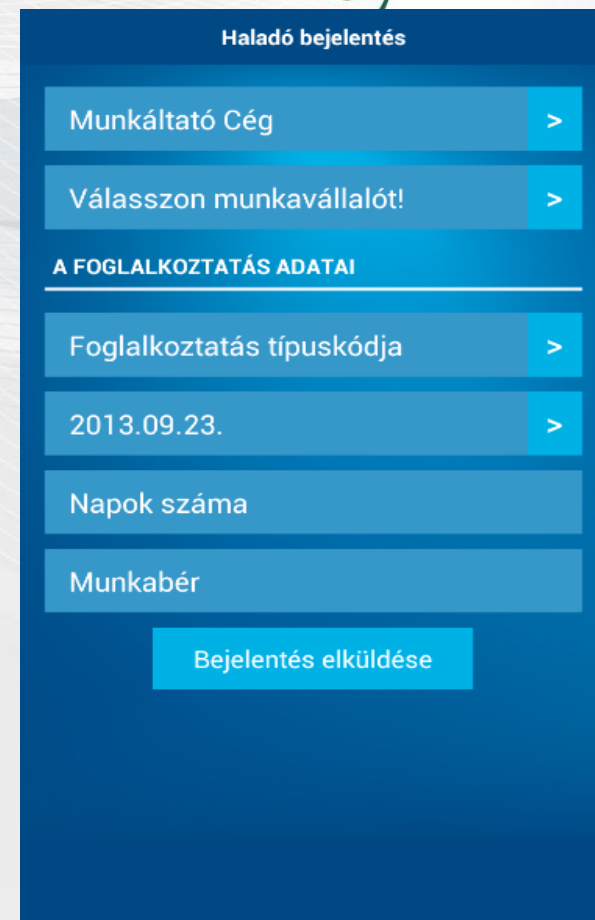 Haladó bejelentés
Munkáltató Cég >
Válasszon munkavállalót! >
A FOGLALKOZTATÁS ADATAI
Foglalkoztatás típuskódja >
2013.09.23. >
Napok száma
Munkabér
Bejelentés elküldése